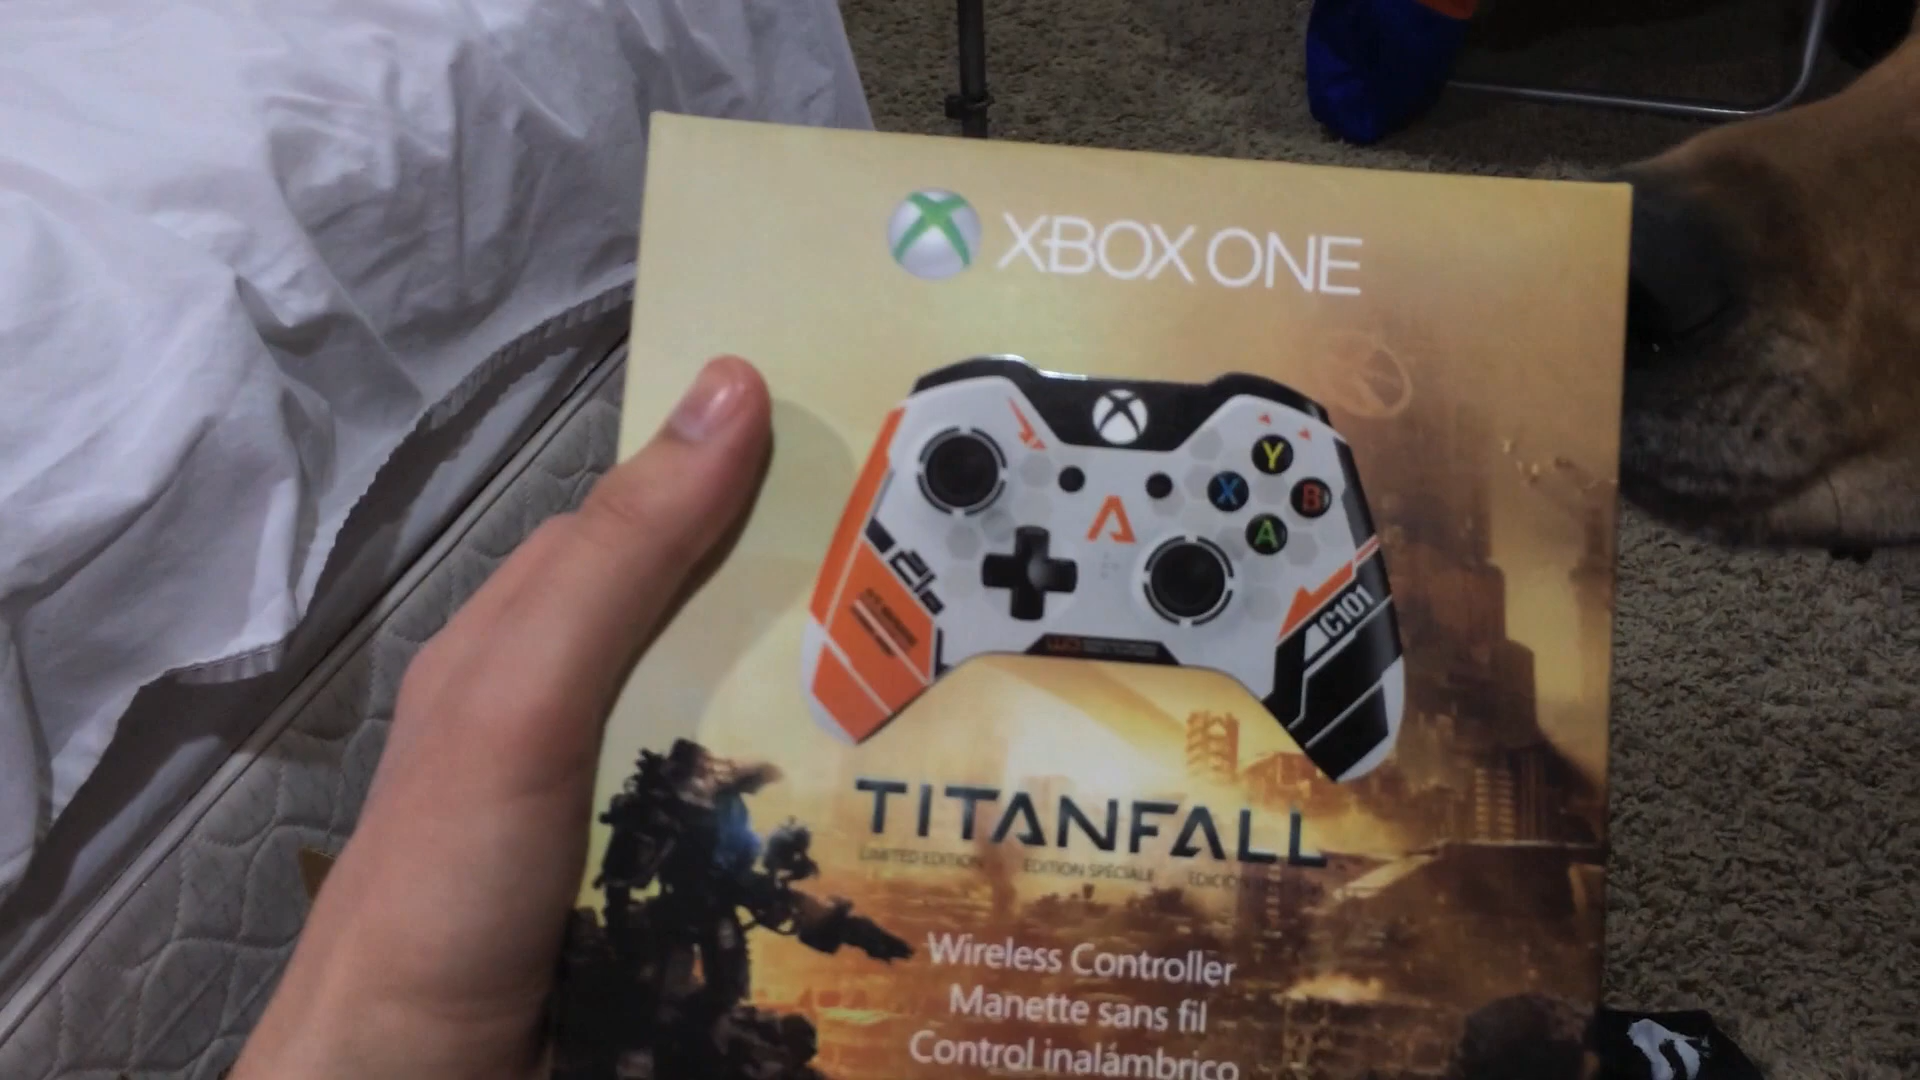 XBOX ONE
Y
X B
A
C101
TITANFALL
LIMITED EDITION EDITION SPÉCIALE
Wireless Controller
Manette sans fil
Control inalámbrico